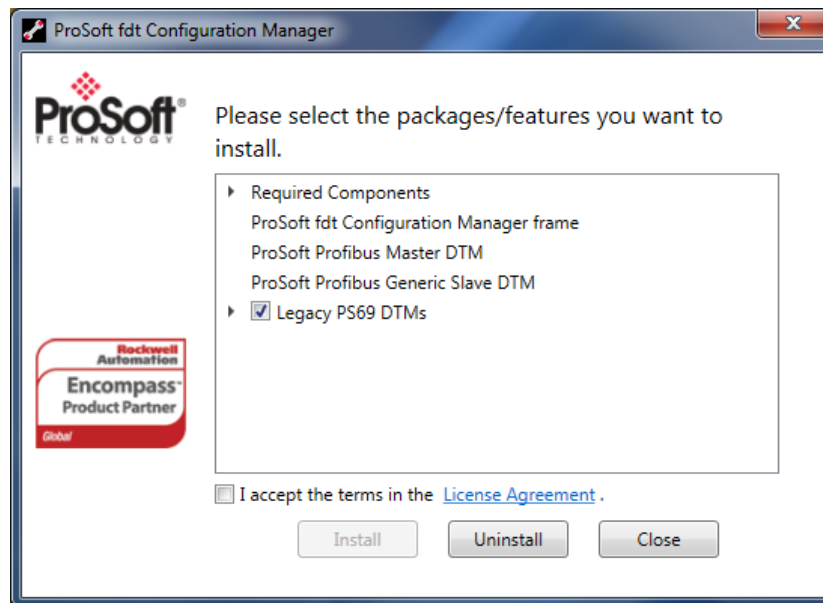 ProSoft fdt Configuration Manager
ProSoft®
TECHNOLOGY
Please select the packages/features you want to
install.
Required Components
ProSoft fdt Configuration Manager frame
ProSoft Profibus Master DTM
ProSoft Profibus Generic Slave DTM
Legacy PS69 DTMs
Rockwell
Automation
Encompass™
Product Partner
Global
I accept the terms in the License Agreement .
Install Uninstall Close